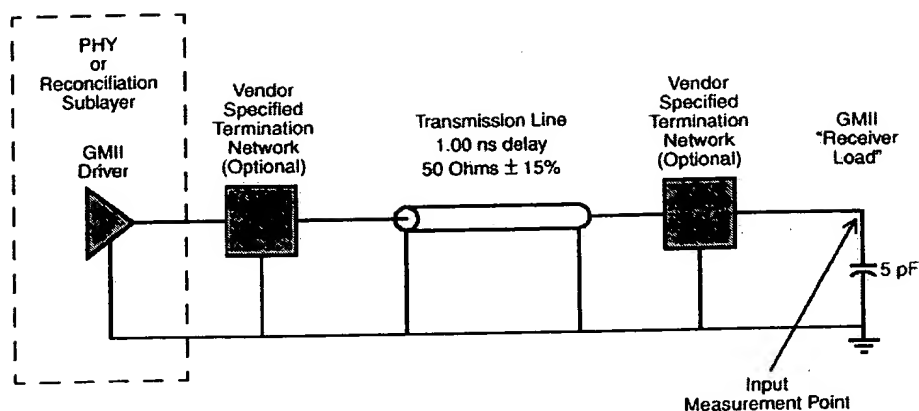 PHY
or
Reconciliation
Sublayer
GMII
Driver
Vendor
Specified
Termination
Network
(Optional)
Transmission Line
1.00 ns delay
50 Ohms ± 15%
Vendor
Specified
Termination
Network
(Optional)
GMII
"Receiver
Load"
5 pF
Input
Measurement Point